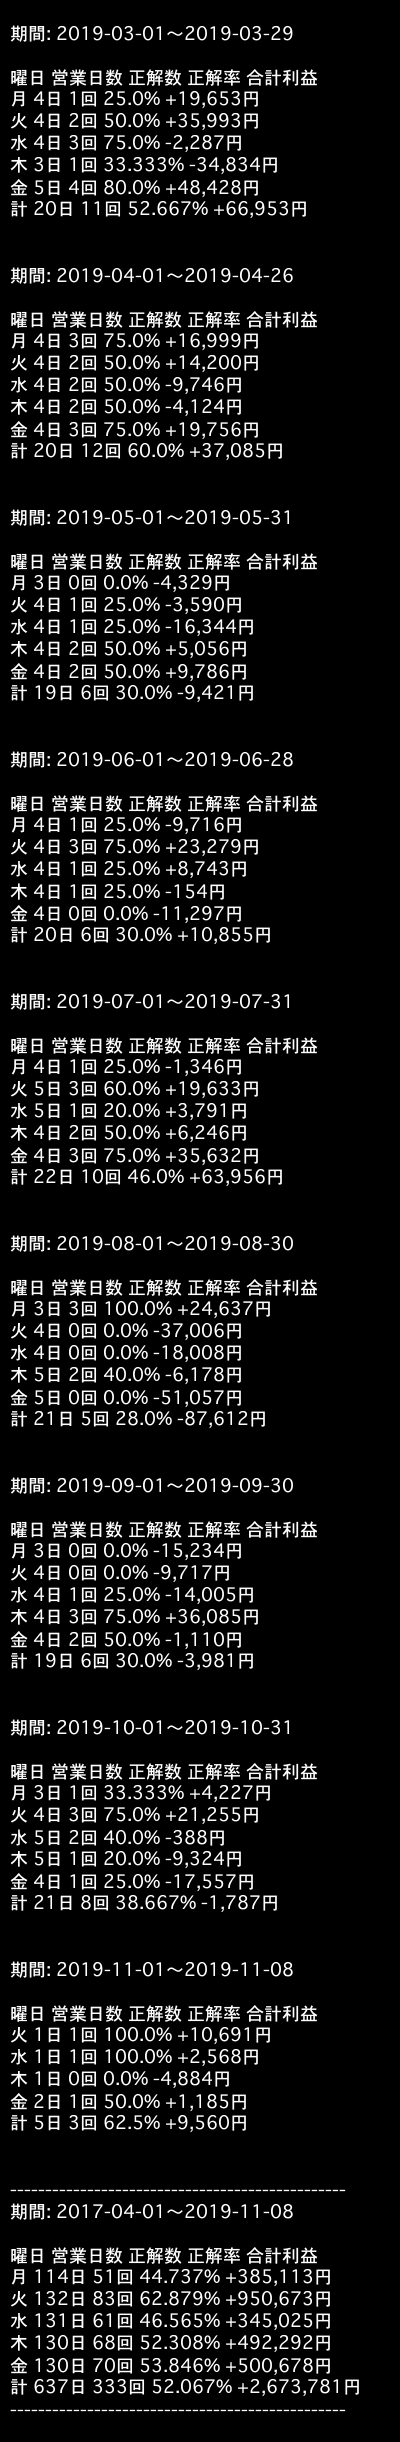 期間: 2019-03-01〜2019-03-29
曜日 営業日数 正解数 正解率 合計利益
月 4日 1回 25.0% +19,653円
火 4日 2回 50.0% +35,993円
水 4日 3回 75.0% -2,287円
木 3日 1回 33.333% -34,834円
金 5日 4回 80.0% +48,428円
計 20日 11回 52.667% +66,953円
期間: 2019-04-01〜2019-04-26
曜日 営業日数 正解数 正解率 合計利益
月 4日 3回 75.0% +16,999円
火 4日 2回 50.0% +14,200円
水 4日 2回 50.0% -9,746円
木 4日 2回 50.0% -4,124円
金 4日 3回 75.0% +19,756円
計 20日 12回 60.0% +37,085円
期間: 2019-05-01〜2019-05-31
曜日 営業日数 正解数 正解率 合計利益
月 3日 0回 0.0% -4,329円
火 4日 1回 25.0% -3,590円
水 4日 1回 25.0% -16,344円
木 4日 2回 50.0% +5,056円
金 4日 2回 50.0% +9,786円
計 19日 6回 30.0% -9,421円
期間: 2019-06-01〜2019-06-28
曜日 営業日数 正解数 正解率 合計利益
月 4日 1回 25.0% -9,716円
火 4日 3回 75.0% +23,279円
水 4日 1回 25.0% +8,743円
木 4日 1回 25.0% -154円
金 4日 0回 0.0% -11,297円
計 20日 6回 30.0% +10,855円
期間: 2019-07-01〜2019-07-31
曜日 営業日数 正解数 正解率 合計利益
月 4日 1回 25.0% -1,346円
火 5日 3回 60.0% +19,633円
水 5日 1回 20.0% +3,791円
木 4日 2回 50.0% +6,246円
金 4日 3回 75.0% +35,632円
計 22日 10回 46.0% +63,956円
期間: 2019-08-01〜2019-08-30
曜日 営業日数 正解数 正解率 合計利益
月 3日 3回 100.0% +24,637円
火 4日 0回 0.0% -37,006円
水 4日 0回 0.0% -18,008円
木 5日 2回 40.0% -6,178円
金 5日 0回 0.0% -51,057円
計 21日 5回 28.0% -87,612円
期間: 2019-09-01〜2019-09-30
曜日 営業日数 正解数 正解率 合計利益
月 3日 0回 0.0% -15,234円
火 4日 0回 0.0% -9,717円
水 4日 1回 25.0% -14,005円
木 4日 3回 75.0% +36,085円
金 4日 2回 50.0% -1,110円
計 19日 6回 30.0% -3,981円
期間: 2019-10-01〜2019-10-31
曜日 営業日数 正解数 正解率 合計利益
月 3日 1回 33.333% +4,227円
火 4日 3回 75.0% +21,255円
水 5日 2回 40.0% -388円
木 5日 1回 20.0% -9,324円
金 4日 1回 25.0% -17,557円
計 21日 8回 38.667% -1,787円
期間: 2019-11-01〜2019-11-08
曜日 営業日数 正解数 正解率 合計利益
火 1日 1回 100.0% +10,691円
水 1日 1回 100.0% +2,568円
木 1日 0回 0.0% -4,884円
金 2日 1回 50.0% +1,185円
計 5日 3回 62.5% +9,560円
------------------------------------------------
期間: 2017-04-01〜2019-11-08
曜日 営業日数 正解数 正解率 合計利益
月 114日 51回 44.737% +385,113円
火 132日 83回 62.879% +950,673円
水 131日 61回 46.565% +345,025円
木 130日 68回 52.308% +492,292円
金 130日 70回 53.846% +500,678円
計 637日 333回 52.067% +2,673,781円
------------------------------------------------